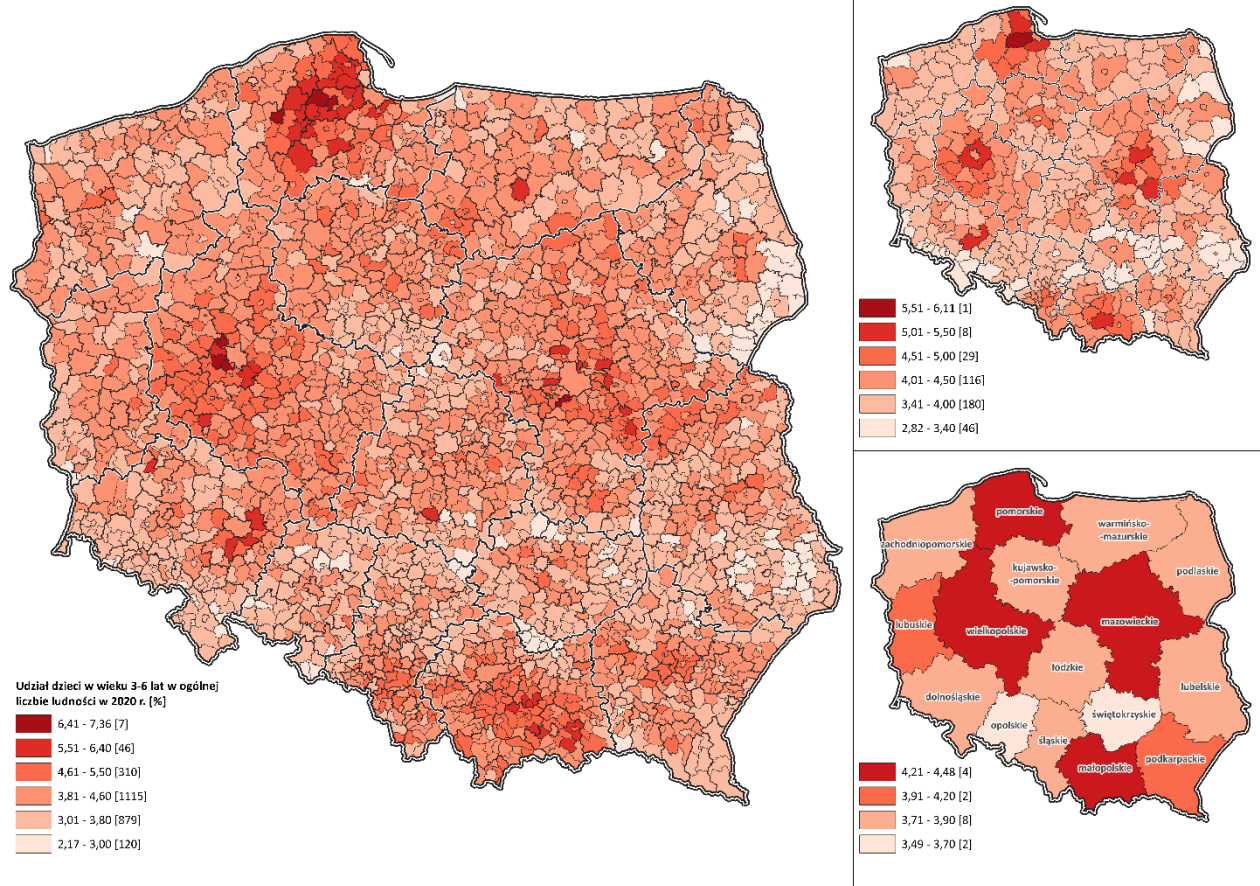 Udział dzieci w wieku 3-6 lat w ogólnej
liczbie ludności w 2020 r. [%]
6,41 - 7,36 [7]
5,51 - 6,40 [46]
4,61 - 5,50 [310]
3,81 - 4,60 [1115]
3,01 - 3,80 [879]
2,17 - 3,00 [120]
5,51 - 6,11 [1]
5,01 - 5,50 [8]
4,51 - 5,00 [29]
4,01 - 4,50 [116]
3,41 - 4,00 [180]
2,82 - 3,40 [46]
pomorskie
warmińsko-
-mazurskie
zachodniopomorskie
kujawsko-
-pomorskie
podlaskie
lubuskie
wielkopolskie
mazowieckie
łódzkie
dolnośląskie
lubelskie
opolskie
świętokrzyskie
śląskie
małopolskie
podkarpackie
4,21 - 4,48 [4]
3,91 - 4,20 [2]
3,71 - 3,90 [8]
3,49 - 3,70 [2]